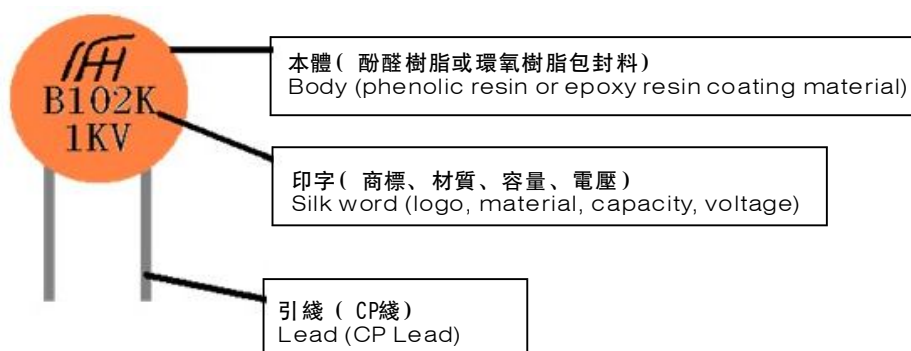 B102K
1KV
本體( 酚醛樹脂或環氧樹脂包封料)
Body (phenolic resin or epoxy resin coating material)
印字( 商標、材質、容量、電壓)
Silk word (logo, material, capacity, voltage)
引綫 ( CP綫)
Lead (CP Lead)